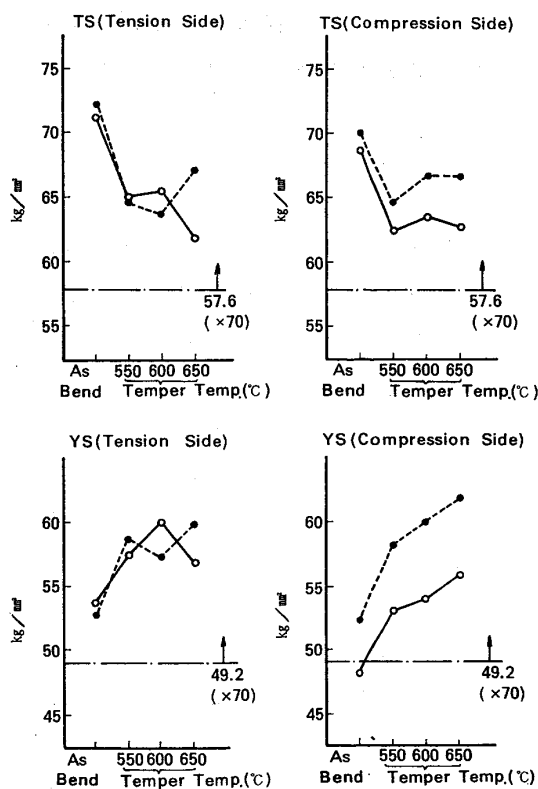 TS (Tension Side)
75
70
65
60
55
kg/mm²
57.6
(×70)
As
Bend
550 600 650
Temper Temp.(℃)
TS (Compression Side)
75
70
65
60
55
kg/mm²
57.6
(×70)
As
Bend
550 600 650
Temper Temp.(℃)
YS (Tension Side)
60
55
50
45
kg/mm²
49.2
(×70)
As
Bend
550 600 650
Temper Temp.(℃)
YS (Compression Side)
60
55
50
45
kg/mm²
49.2
(×70)
As
Bend
550 600 650
Temper Temp.(℃)